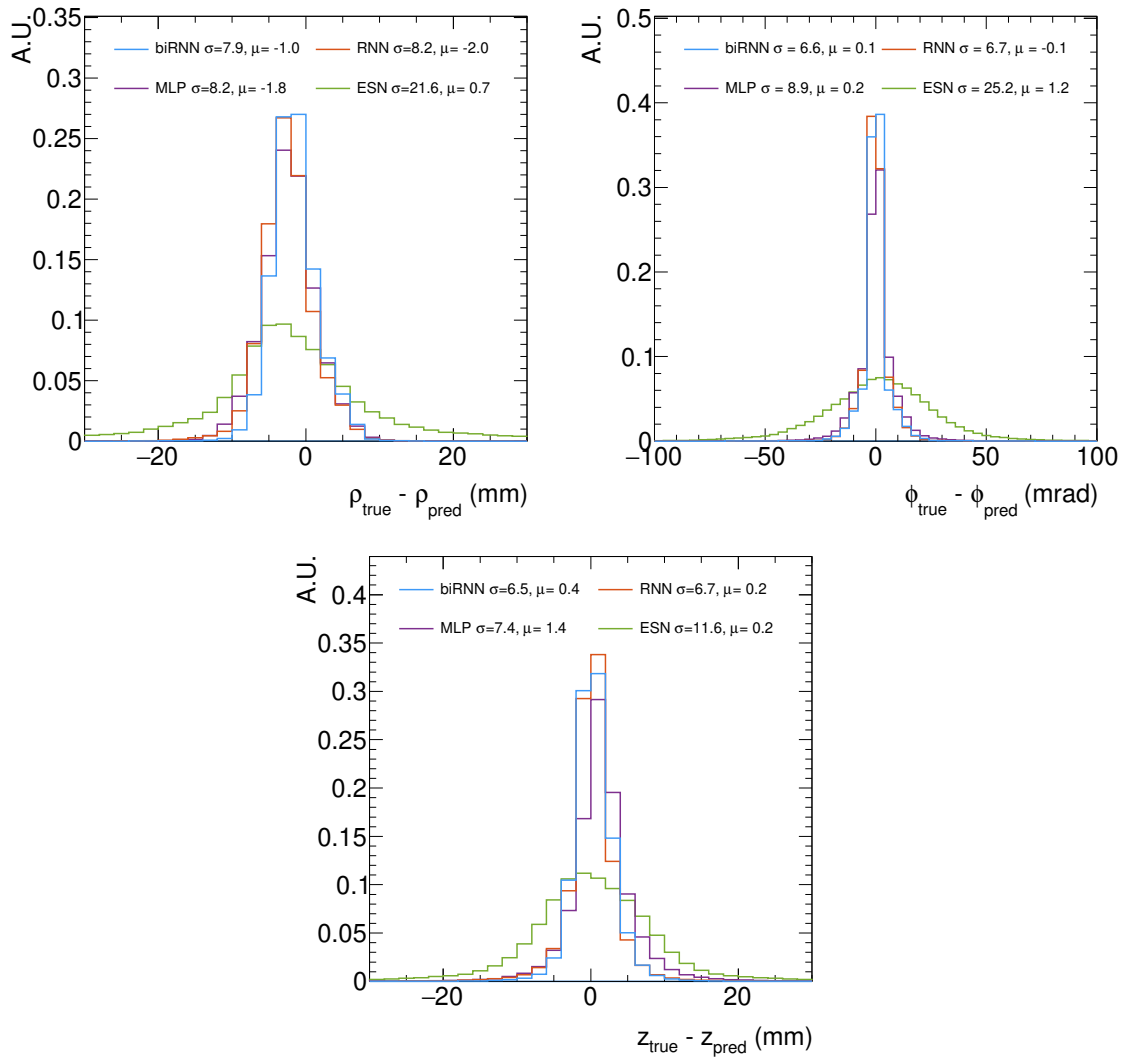 A.U.
0.35
0.3
0.25
0.2
0.15
0.1
0.05
0
biRNN σ=7.9, μ= -1.0 RNN σ=8.2, μ= -2.0
MLP σ=8.2, μ= -1.8 ESN σ=21.6, μ= 0.7
−20 0 20
ρtrue - ρpred (mm)
A.U.
0.5
0.4
0.3
0.2
0.1
0
biRNN σ = 6.6, μ = 0.1 RNN σ = 6.7, μ = -0.1
MLP σ = 8.9, μ = 0.2 ESN σ = 25.2, μ = 1.2
−100 −50 0 50 100
ϕtrue - ϕpred (mrad)
A.U.
0.4
0.35
0.3
0.25
0.2
0.15
0.1
0.05
0
biRNN σ=6.5, μ= 0.4 RNN σ=6.7, μ= 0.2
MLP σ=7.4, μ= 1.4 ESN σ=11.6, μ= 0.2
−20 0 20
ztrue - zpred (mm)